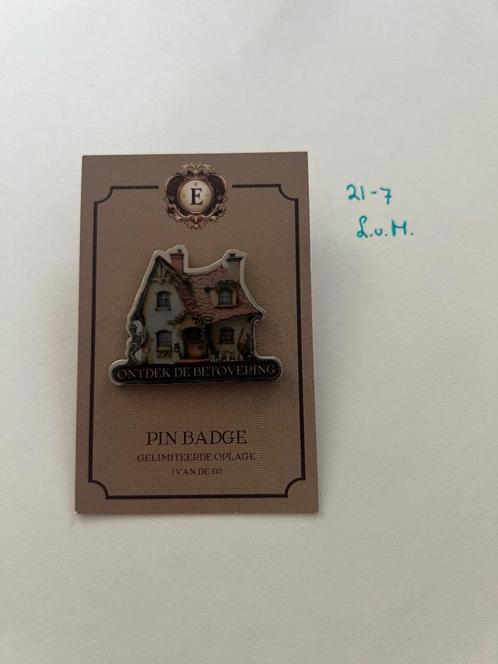 E
21-7
L.v.M.
ONTDEK DE BETOVERING
PIN BADGE
GELIMITEERDE OPLAGE
1 VAN DE 100